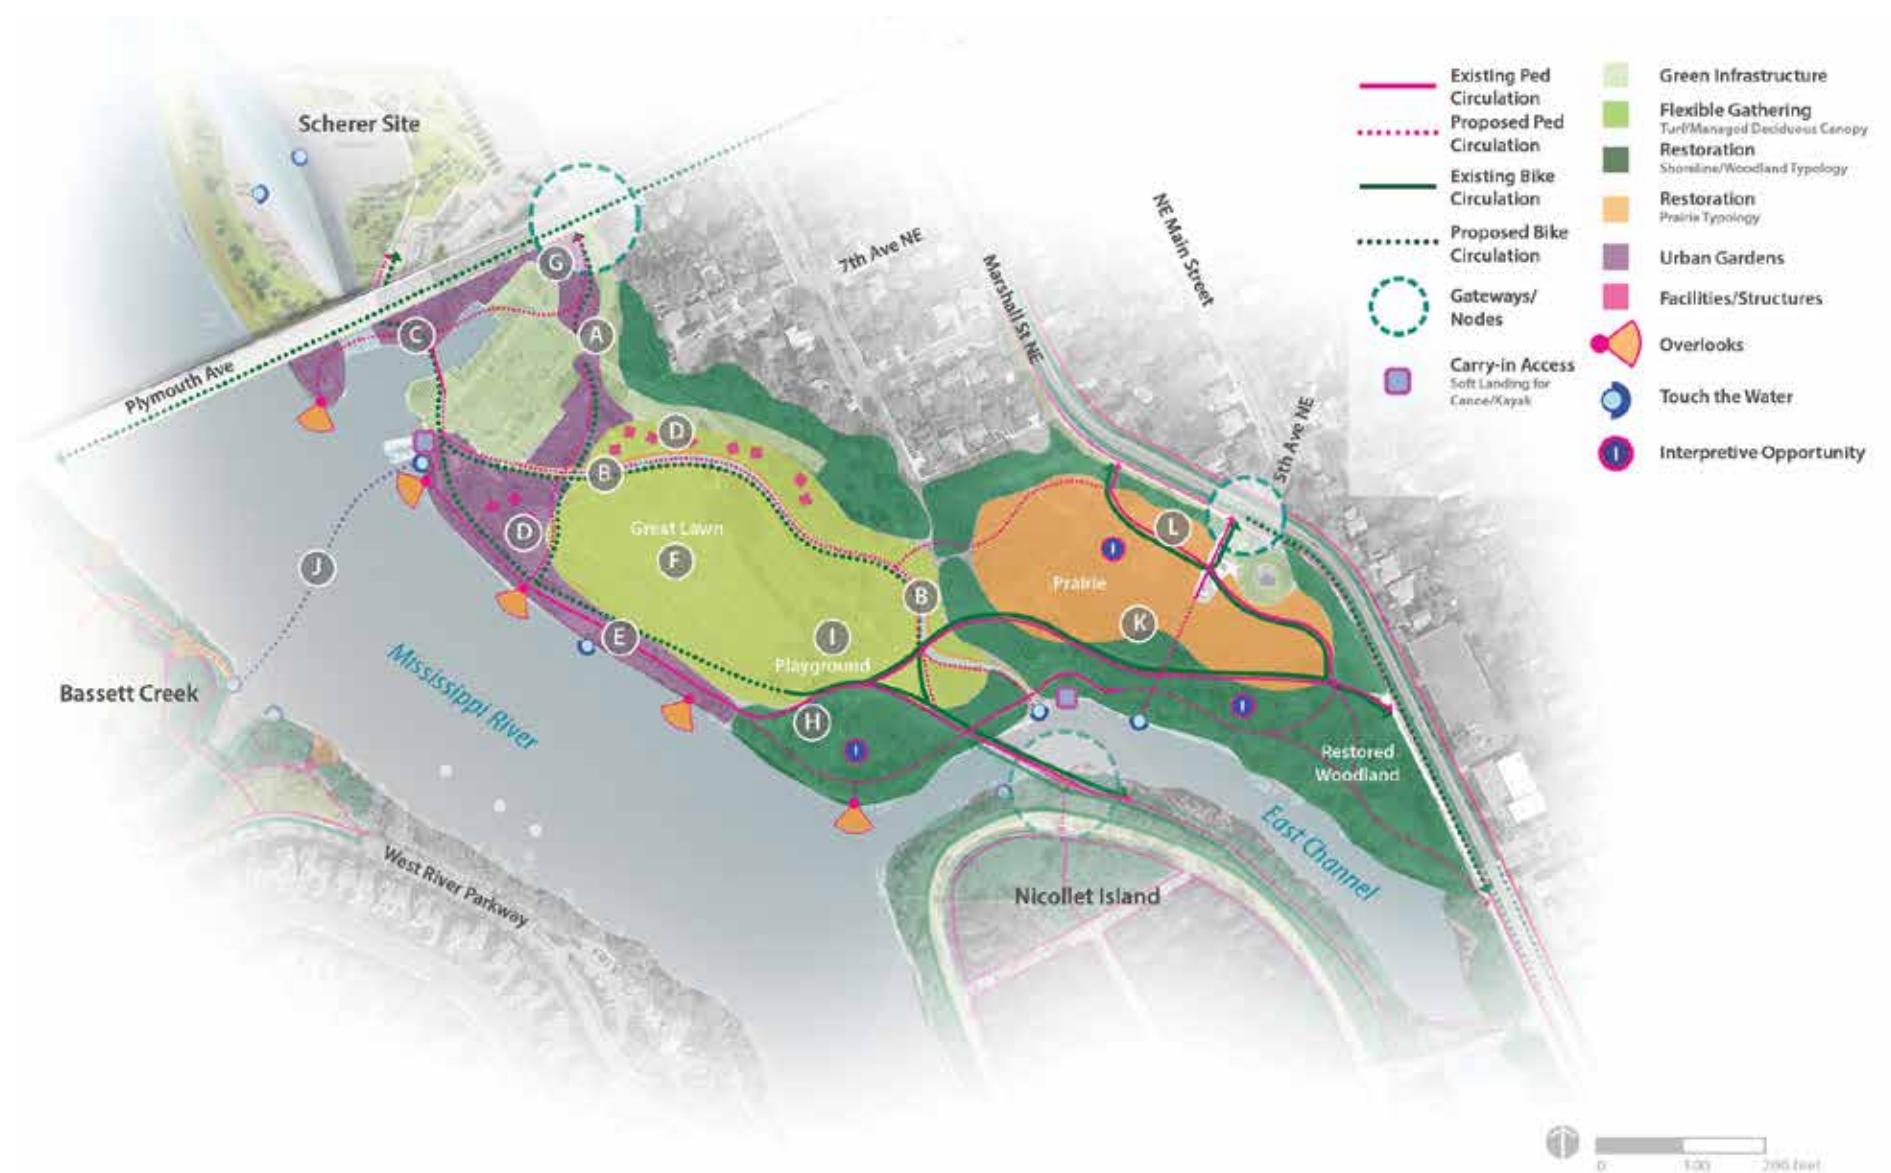 Scherer Site
Plymouth Ave
7th Ave NE
Marshall St NE
NE Main Street
5th Ave NE
G
A
C
D
B
D
Great Lawn
F
J
E
B
I
Playground
H
I
L
I
Prairie
K
I
Restored
Woodland
Mississippi River
Bassett Creek
West River Parkway
Nicollet Island
East Channel
Existing Ped
Circulation
Proposed Ped
Circulation
Existing Bike
Circulation
Proposed Bike
Circulation
Gateways/
Nodes
Carry-in Access
Soft Landing for
Canoe/Kayak
Green Infrastructure
Flexible Gathering
Turf/Managed Deciduous Canopy
Restoration
Shoreline/Woodland Typology
Restoration
Prairie Typology
Urban Gardens
Facilities/Structures
Overlooks
Touch the Water
I
Interpretive Opportunity
0 100 200 feet